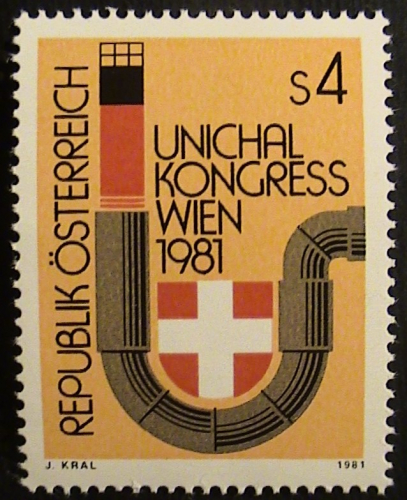 REPUBLIK ÖSTERREICH
S4
UNICHAL
KONGRESS
WIEN
1981
J. KRAL
1981